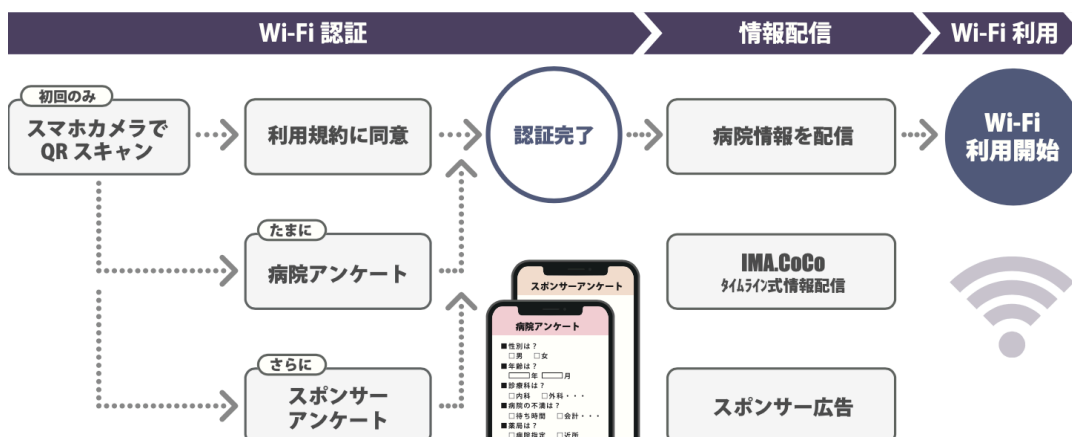 Wi-Fi 認証
情報配信
Wi-Fi 利用
初回のみ
スマホカメラで
QR スキャン
利用規約に同意
認証完了
病院情報を配信
Wi-Fi
利用開始
たまに
病院アンケート
IMA.CoCo
タイムライン式情報配信
さらに
スポンサー
アンケート
スポンサー広告
スポンサーアンケート
病院アンケート
■性別は？
□男 □女
■年齢は？
年 月
■診療科は？
□内科 □外科・・・
■病院の不満は？
□待ち時間 □会計・・・
■薬局は？
□病院指定 □近所